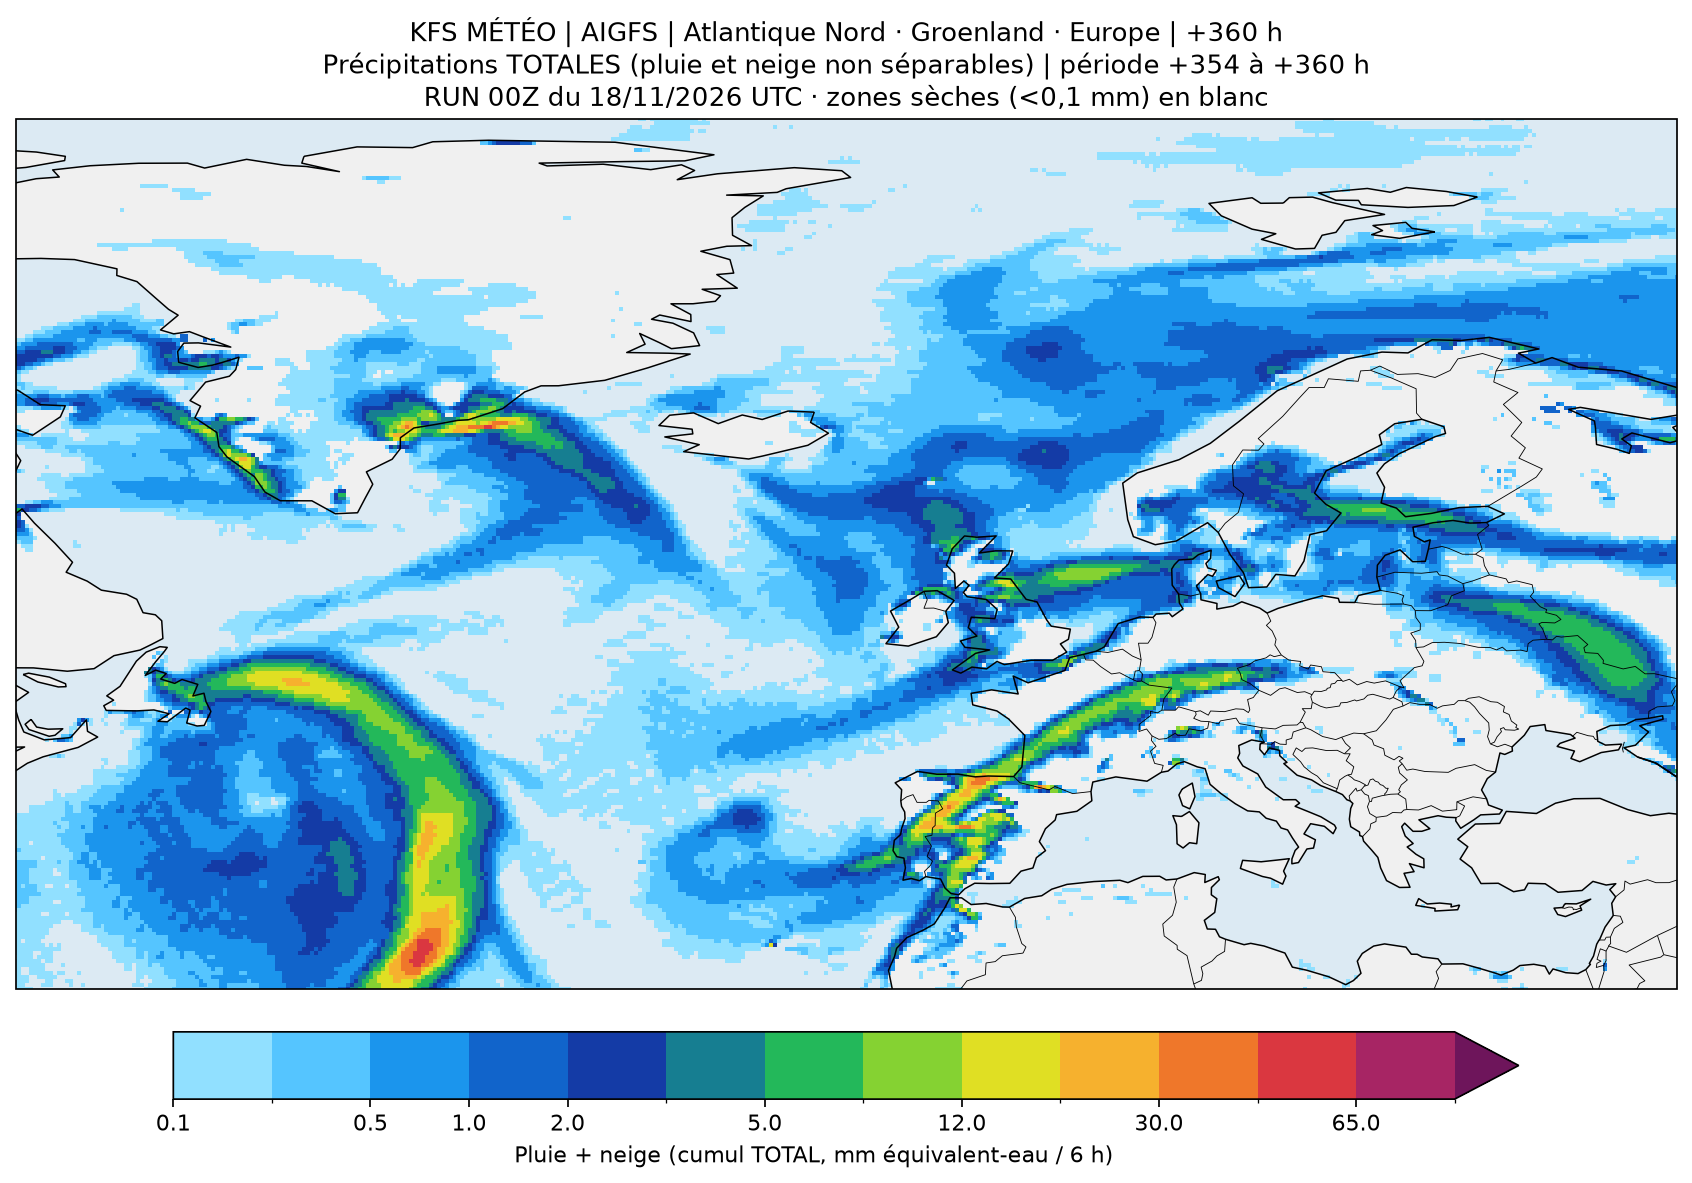 KFS MÉTÉO | AIGFS | Atlantique Nord · Groenland · Europe | +360 h
Précipitations TOTALES (pluie et neige non séparables) | période +354 à +360 h
RUN 00Z du 18/11/2026 UTC · zones sèches (<0,1 mm) en blanc
0.1 0.5 1.0 2.0 5.0 12.0 30.0 65.0
Pluie + neige (cumul TOTAL, mm équivalent-eau / 6 h)